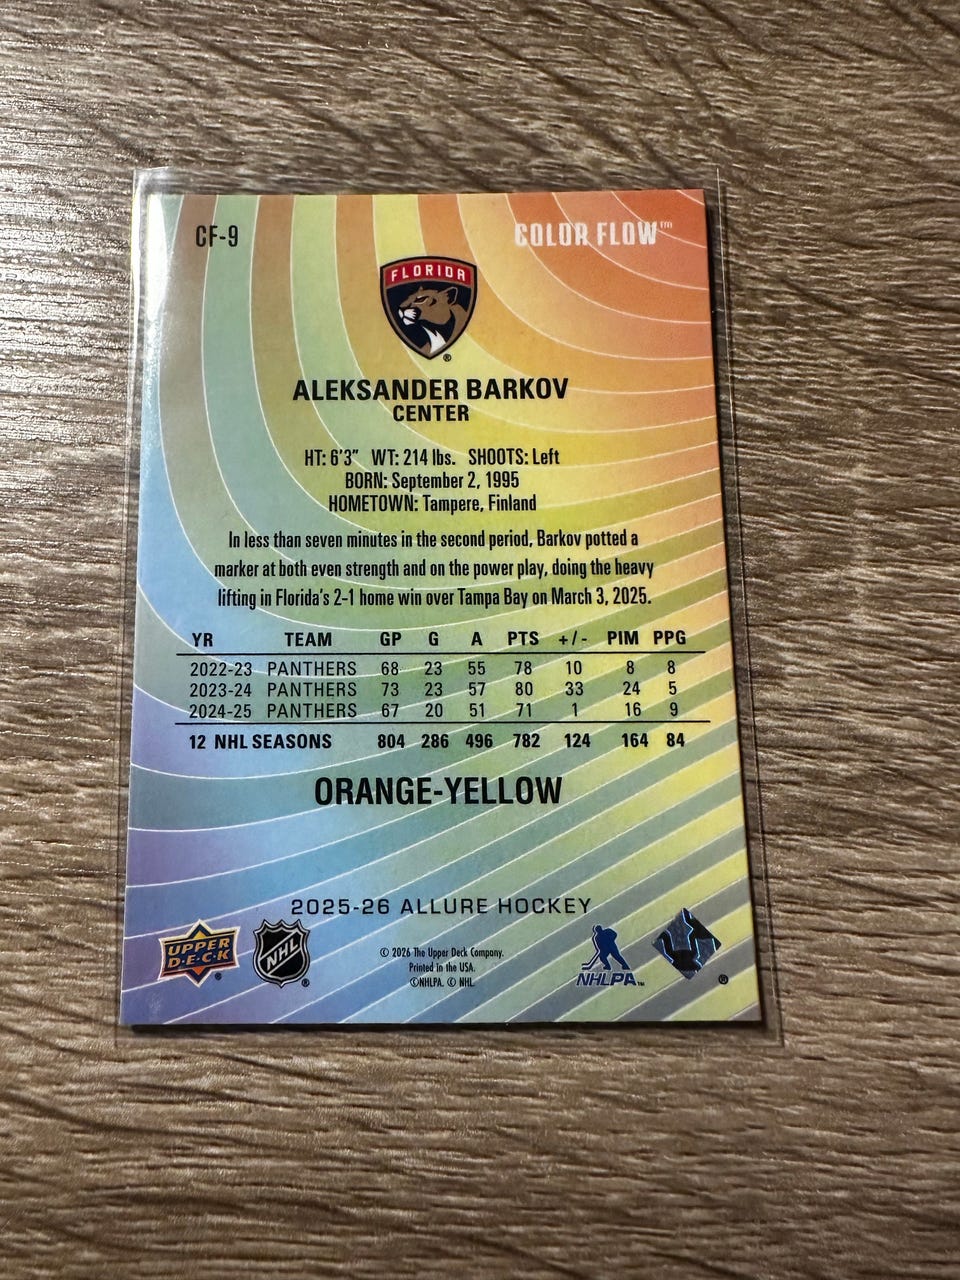 CF-9
COLOR FLOW™
FLORIDA
®
ALEKSANDER BARKOV
CENTER
HT: 6'3" WT: 214 lbs. SHOOTS: Left
BORN: September 2, 1995
HOMETOWN: Tampere, Finland
In less than seven minutes in the second period, Barkov potted a
marker at both even strength and on the power play, doing the heavy
lifting in Florida's 2-1 home win over Tampa Bay on March 3, 2025.
YR TEAM GP G A PTS +/- PIM PPG
2022-23 PANTHERS 68 23 55 78 10 8 8
2023-24 PANTHERS 73 23 57 80 33 24 5
2024-25 PANTHERS 67 20 51 71 1 16 9
12 NHL SEASONS 804 286 496 782 124 164 84
ORANGE-YELLOW
2025-26 ALLURE HOCKEY
UPPER
D·E·C·K
®
NHL
®
© 2026 The Upper Deck Company.
Printed in the USA.
©NHLPA. © NHL.
NHLPA™
®